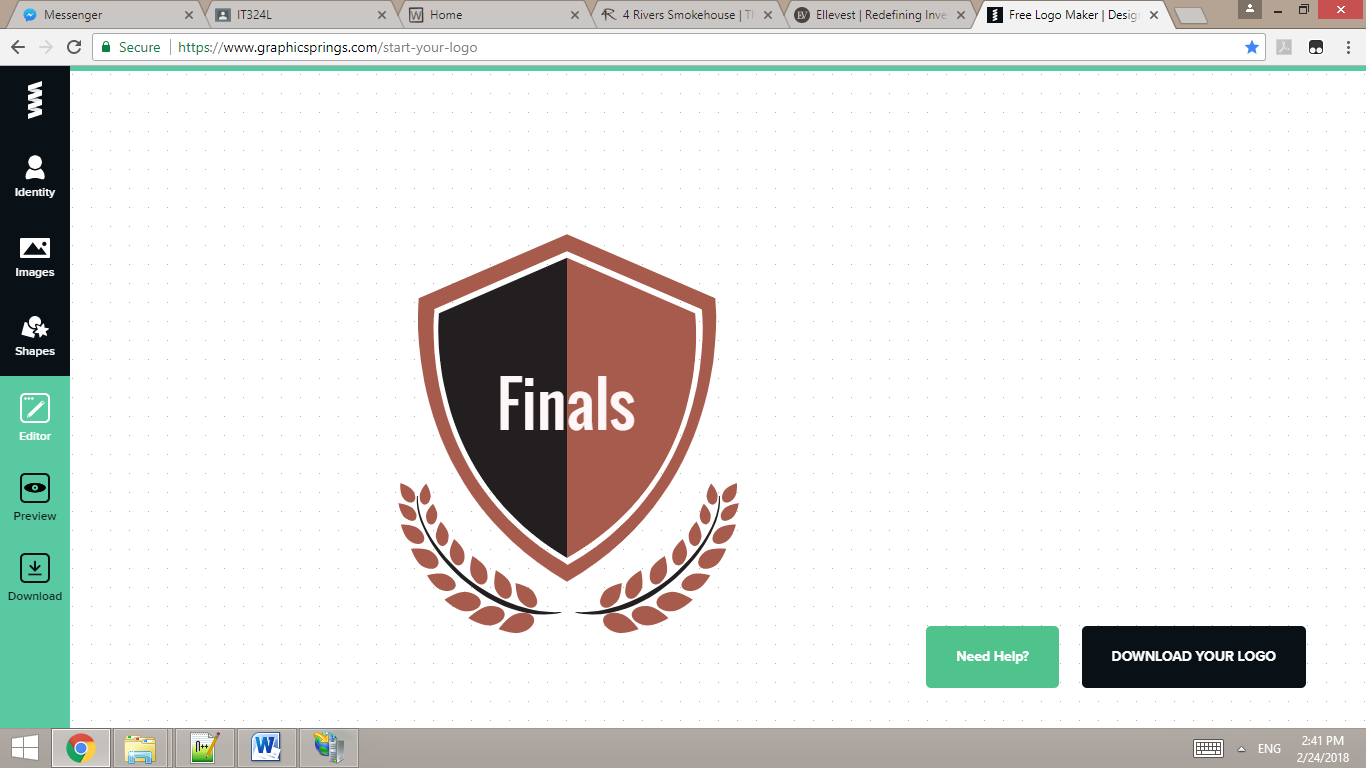 Messenger
IT324L
Home
4 Rivers Smokehouse | Th
Ellevest | Redefining Inve
Free Logo Maker | Desig
Secure
https://www.graphicsprings.com/start-your-logo
Identity
Images
Shapes
Editor
Preview
Download
Finals
Need Help?
DOWNLOAD YOUR LOGO
ENG
2:41 PM
2/24/2018